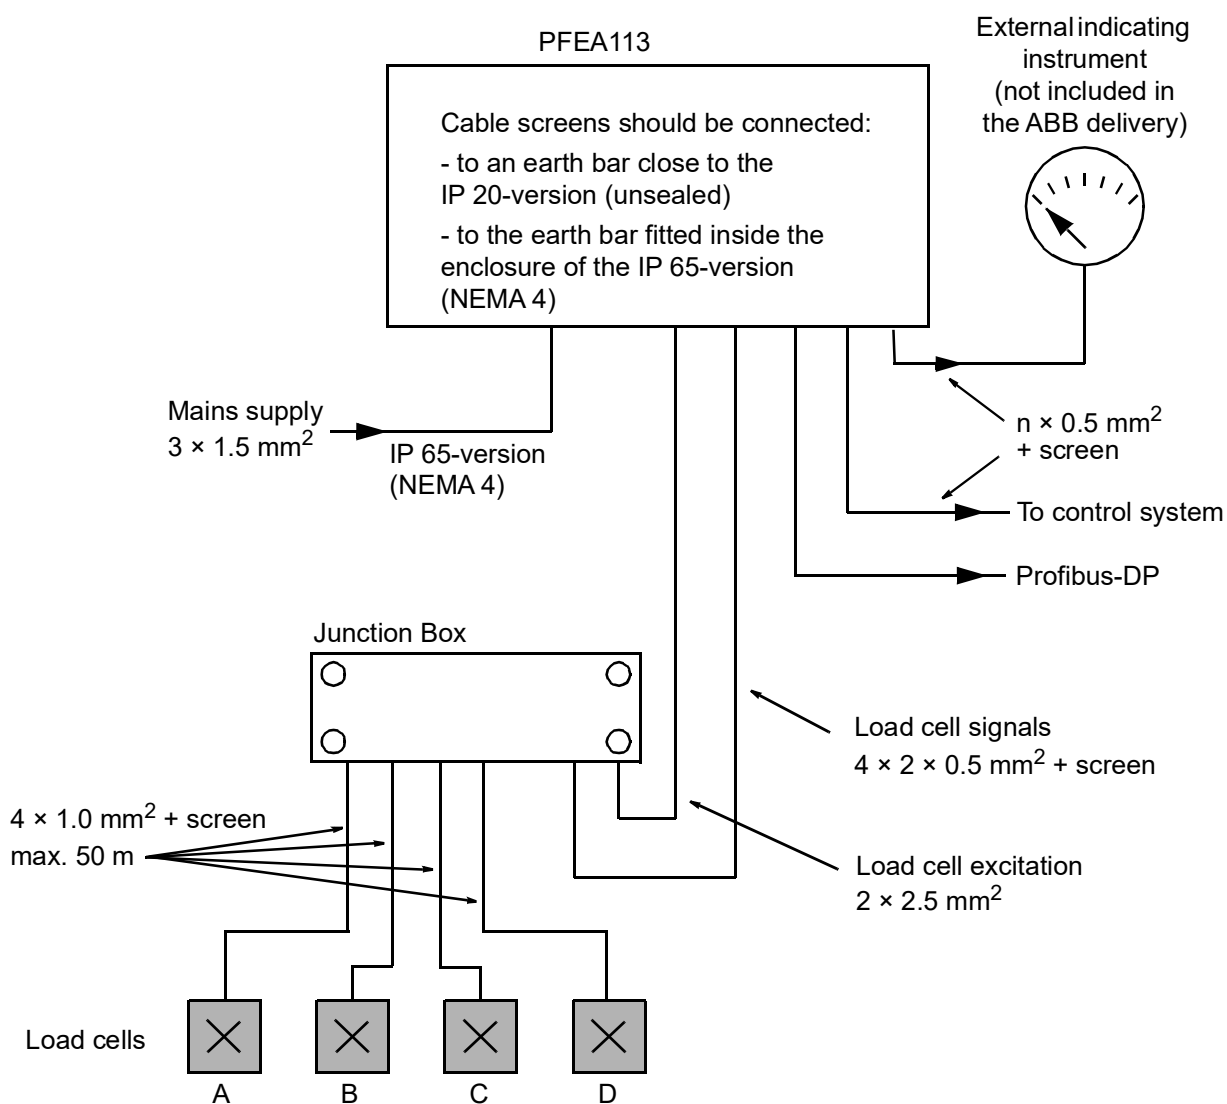 PFEA113
External indicating
instrument
(not included in
the ABB delivery)
Cable screens should be connected:
- to an earth bar close to the
IP 20-version (unsealed)
- to the earth bar fitted inside the
enclosure of the IP 65-version
(NEMA 4)
Mains supply
3 × 1.5 mm²
IP 65-version
(NEMA 4)
n × 0.5 mm²
+ screen
To control system
Profibus-DP
Junction Box
Load cell signals
4 × 2 × 0.5 mm² + screen
4 × 1.0 mm² + screen
max. 50 m
Load cell excitation
2 × 2.5 mm²
Load cells
A B C D